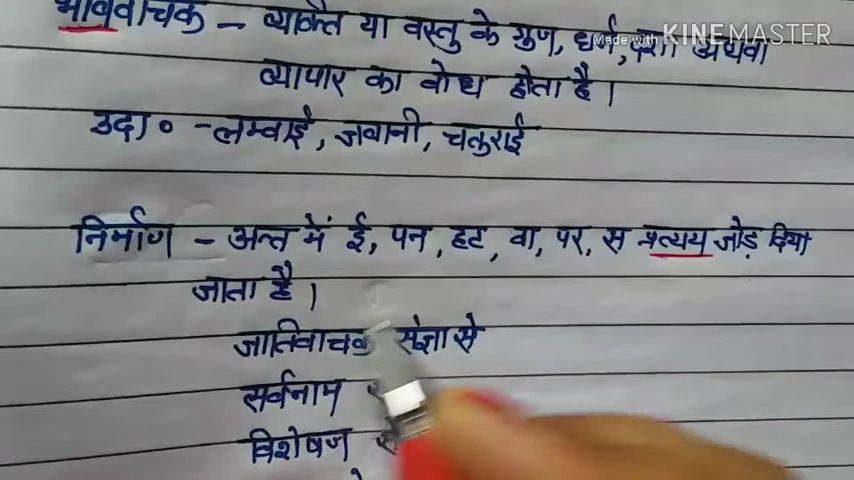 भाववाचक – व्यक्ति या वस्तु के गुण, धर्म, दशा अथवा
Made with KINEMASTER
व्यापार का बोध होता है।
उदा० - लम्बाई, जवानी, चतुराई
निर्माण – अन्त में ई, पन, हट, वा, पर, स प्रत्यय जोड़ दिया
जाता है।
जातिवाचक संज्ञा से
सर्वनाम
विशेषण